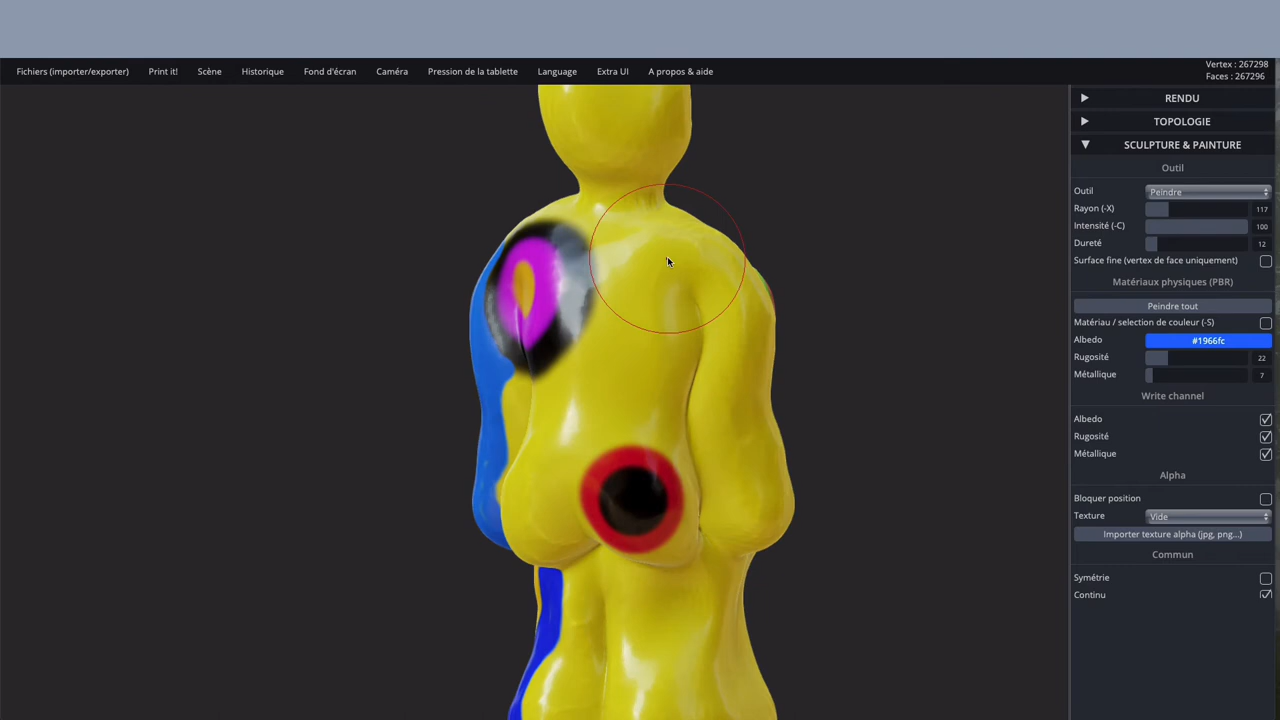 Fichiers (importer/exporter) Print it! Scène Historique Fond d'écran Caméra Pression de la tablette Language Extra UI A propos & aide
Vertex : 267298
Faces : 267296
RENDU
TOPOLOGIE
SCULPTURE & PAINTURE
Outil
Outil Peindre
Rayon (-X) 117
Intensité (-C) 100
Dureté 12
Surface fine (vertex de face uniquement)
Matériaux physiques (PBR)
Peindre tout
Matériau / selection de couleur (-S)
Albedo #1966fc
Rugosité 22
Métallique 7
Write channel
Albedo
Rugosité
Métallique
Alpha
Bloquer position
Texture Vide
Importer texture alpha (jpg, png...)
Commun
Symétrie
Continu